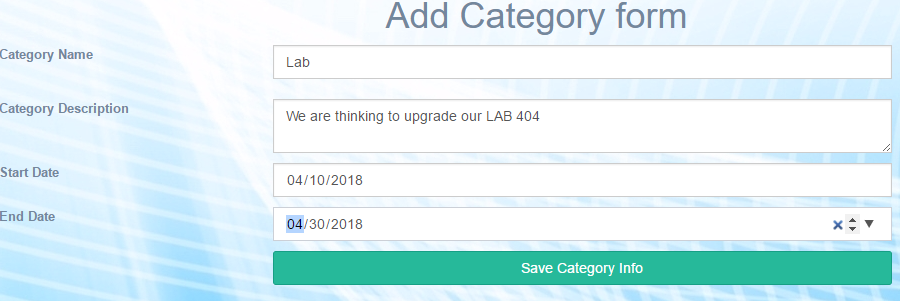 Add Category form
Category Name
Lab
Category Description
We are thinking to upgrade our LAB 404
Start Date
04/10/2018
End Date
04/30/2018
Save Category Info